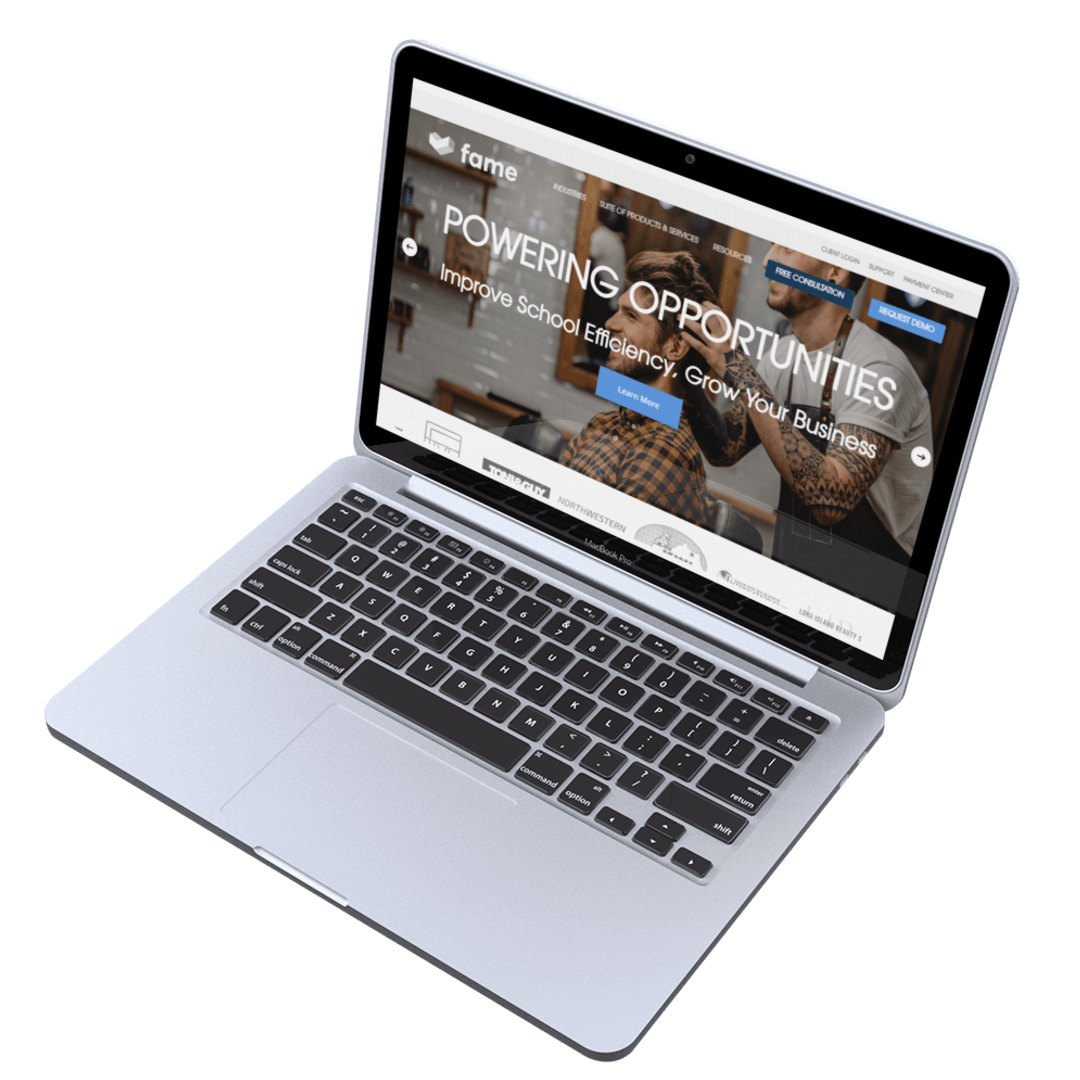 CLIENT LOGIN SUPPORT PAYMENT CENTER
fame
INDUSTRIES SUITE OF PRODUCTS & SERVICES RESOURCES
FREE CONSULTATION REQUEST DEMO
POWERING OPPORTUNITIES
Improve School Efficiency, Grow Your Business
Learn More
TONI&GUY
NORTHWESTERN
LONG ISLAND BEAUTY S
MacBook Pro
esc
~ ! @ 2 # 3 $ 4 % 5 ^ 6 & 7 * 8 ( 9 ) 0 - + = delete
tab Q W E R T Y U I O P { [ } ] | \
caps lock A S Q F G H J K L : ; " ' enter return
shift Z X C V B N M < , > . ? / shift
fn ctrl alt option ⌘ command ⌘ command alt option